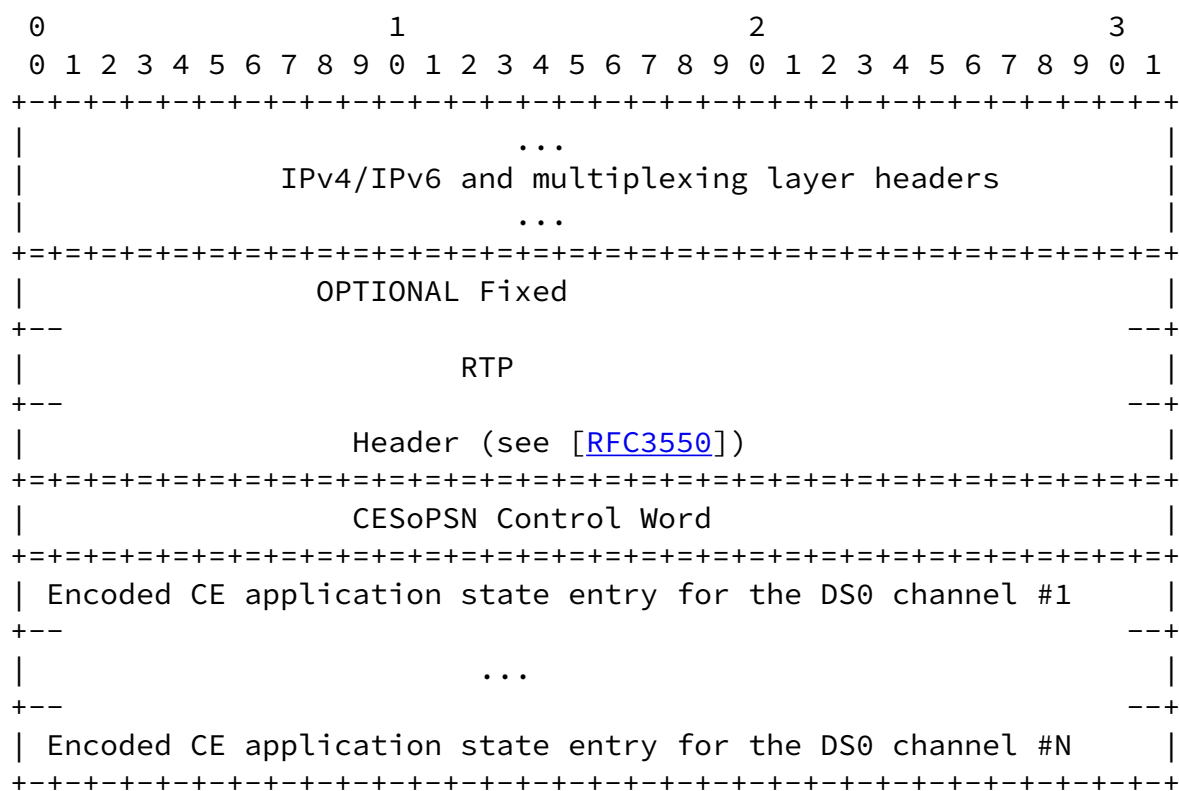 0                   1                   2                   3
 0 1 2 3 4 5 6 7 8 9 0 1 2 3 4 5 6 7 8 9 0 1 2 3 4 5 6 7 8 9 0 1
+-+-+-+-+-+-+-+-+-+-+-+-+-+-+-+-+-+-+-+-+-+-+-+-+-+-+-+-+-+-+-+-+
|                           ...                                 |
|              IPv4/IPv6 and multiplexing layer headers         |
|                           ...                                 |
+=+=+=+=+=+=+=+=+=+=+=+=+=+=+=+=+=+=+=+=+=+=+=+=+=+=+=+=+=+=+=+=+
|                OPTIONAL Fixed                                 |
+--                                                           --+
|                        RTP                                    |
+--                                                           --+
|                  Header (see [RFC3550])                       |
+=+=+=+=+=+=+=+=+=+=+=+=+=+=+=+=+=+=+=+=+=+=+=+=+=+=+=+=+=+=+=+=+
|                  CESoPSN Control Word                         |
+=+=+=+=+=+=+=+=+=+=+=+=+=+=+=+=+=+=+=+=+=+=+=+=+=+=+=+=+=+=+=+=+
| Encoded CE application state entry for the DS0 channel #1     |
+--                                                           --+
|                         ...                                   |
+--                                                           --+
| Encoded CE application state entry for the DS0 channel #N     |
+-+-+-+-+-+-+-+-+-+-+-+-+-+-+-+-+-+-+-+-+-+-+-+-+-+-+-+-+-+-+-+-+